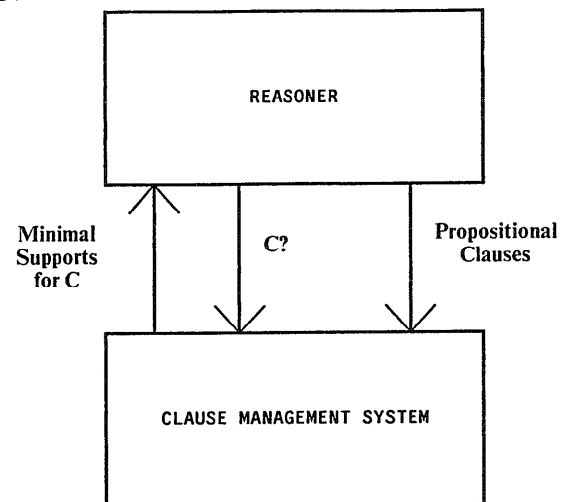 REASONER
Minimal
Supports
for C
C?
Propositional
Clauses
CLAUSE MANAGEMENT SYSTEM